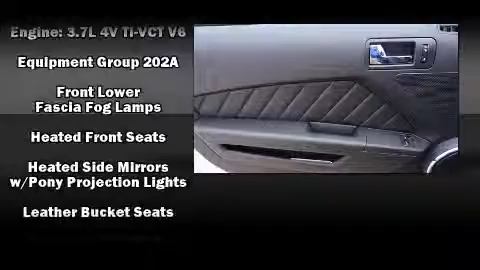 Engine: 3.7L 4V Ti-VCT V6
Equipment Group 202A
Front Lower
Fascia Fog Lamps
Heated Front Seats
Heated Side Mirrors
w/Pony Projection Lights
Leather Bucket Seats